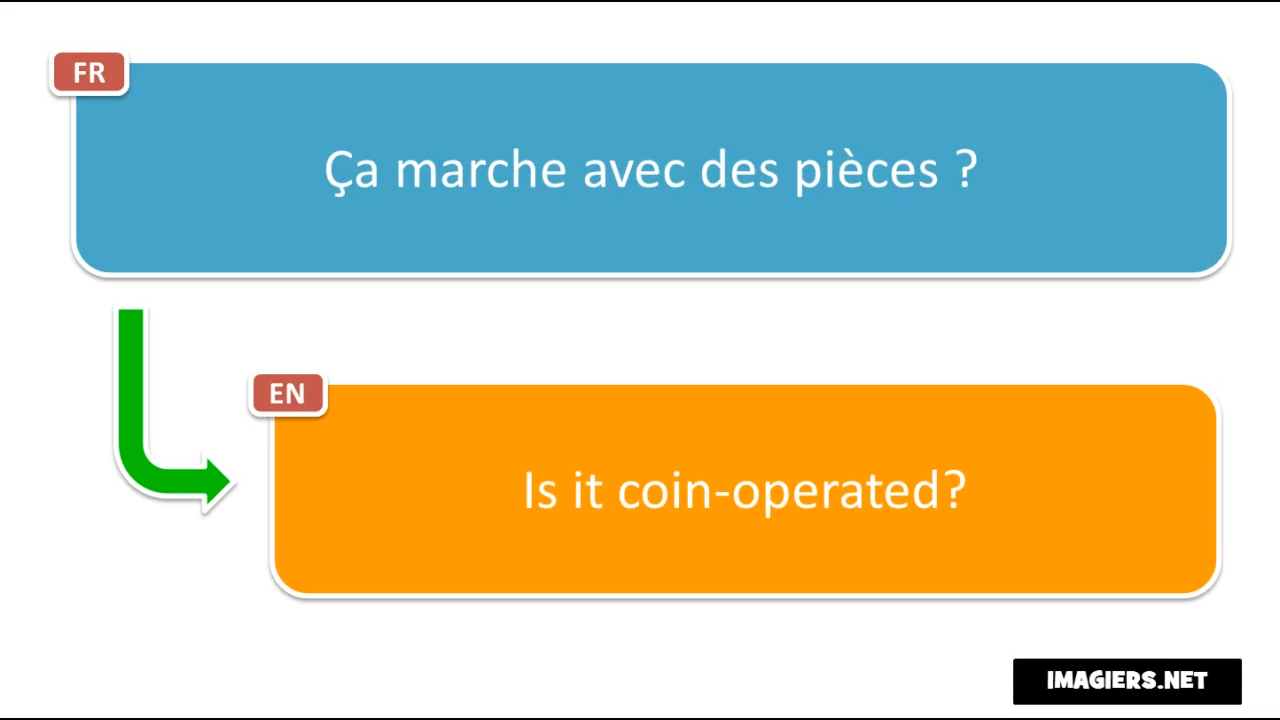 FR
Ça marche avec des pièces ?
EN
Is it coin-operated?
IMAGIERS.NET